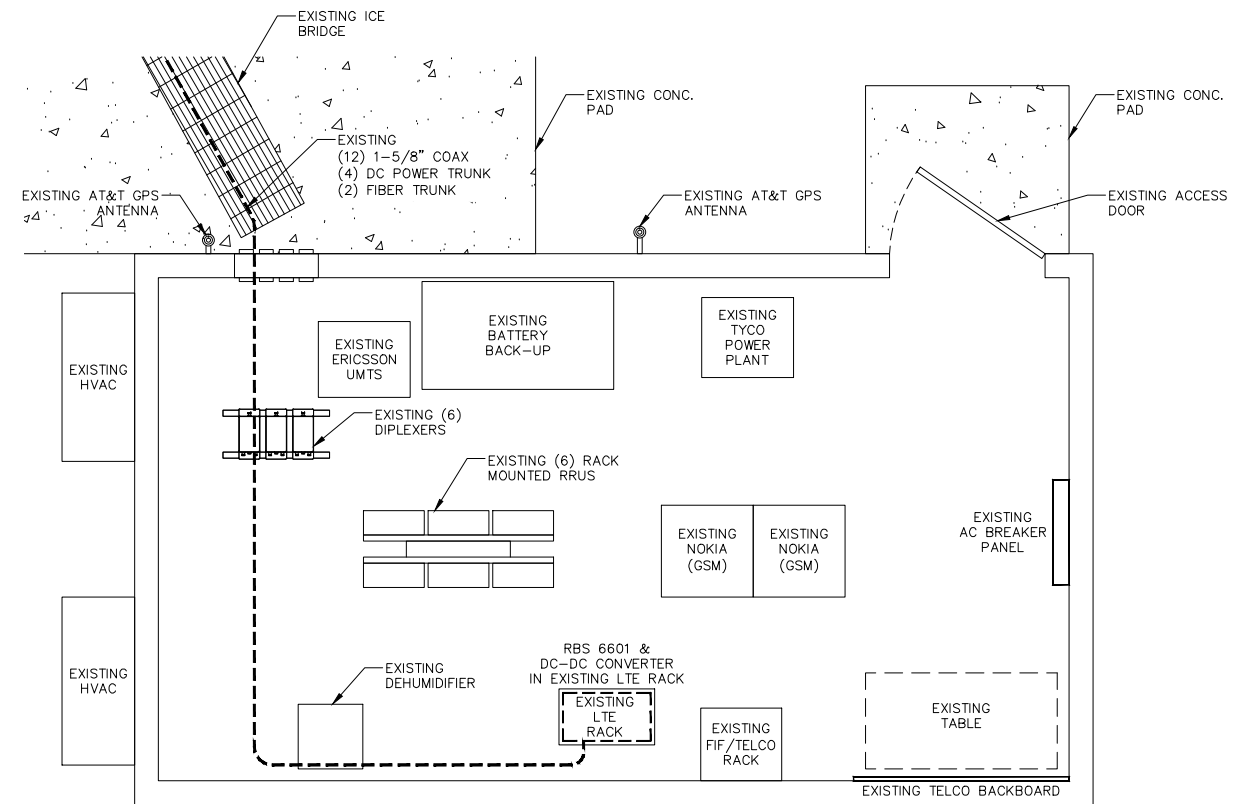 EXISTING ICE
BRIDGE
EXISTING CONC.
PAD
EXISTING CONC.
PAD
EXISTING
(12) 1-5/8" COAX
(4) DC POWER TRUNK
(2) FIBER TRUNK
EXISTING AT&T GPS
ANTENNA
EXISTING AT&T GPS
ANTENNA
EXISTING ACCESS
DOOR
EXISTING
HVAC
EXISTING
ERICSSON
UMTS
EXISTING
BATTERY
BACK-UP
EXISTING
TYCO
POWER
PLANT
EXISTING (6)
DIPLEXERS
EXISTING (6) RACK
MOUNTED RRUS
EXISTING
NOKIA
(GSM)
EXISTING
NOKIA
(GSM)
EXISTING
AC BREAKER
PANEL
EXISTING
HVAC
EXISTING
DEHUMIDIFIER
RBS 6601 &
DC-DC CONVERTER
IN EXISTING LTE RACK
EXISTING
LTE
RACK
EXISTING
FIF/TELCO
RACK
EXISTING
TABLE
EXISTING TELCO BACKBOARD